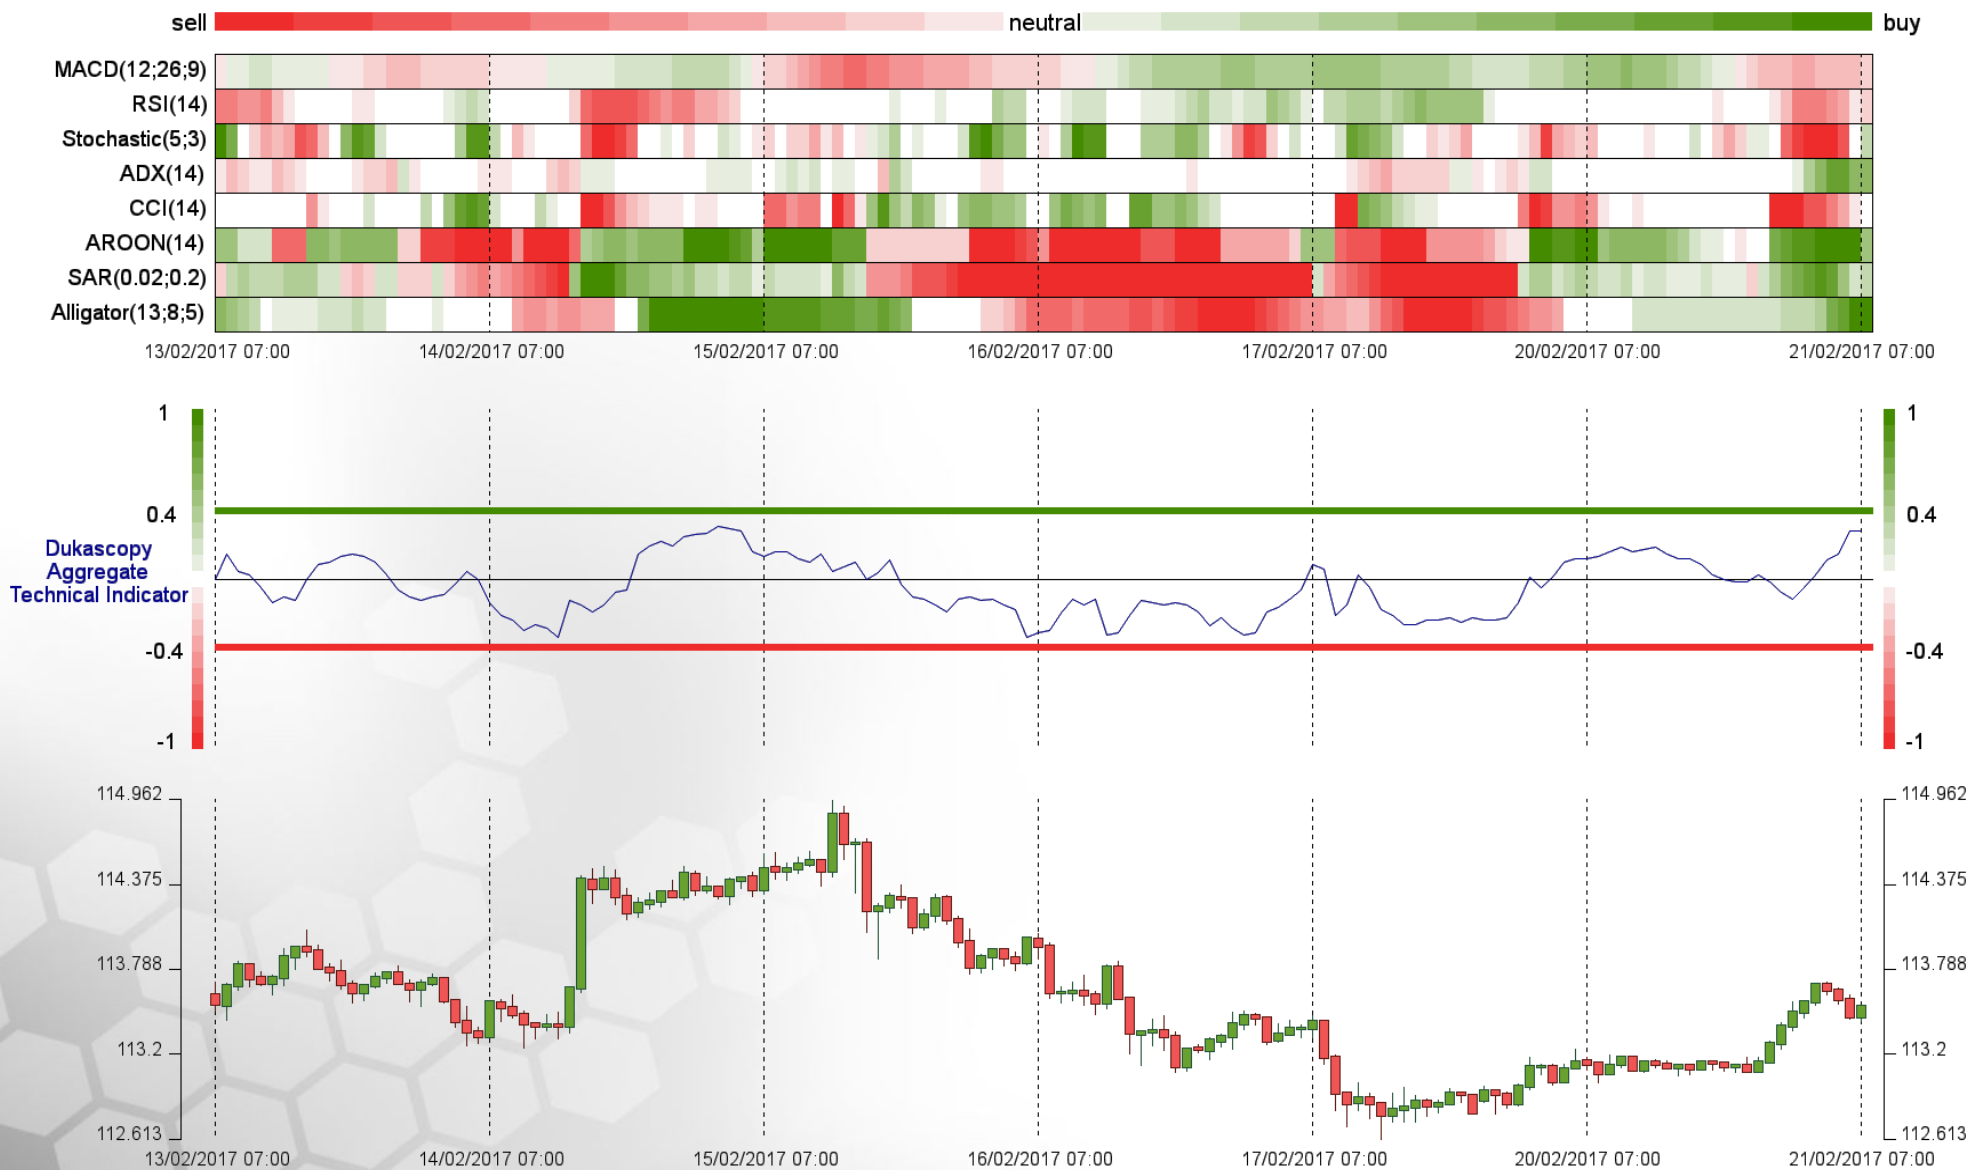 sell neutral buy
MACD(12;26;9)
RSI(14)
Stochastic(5;3)
ADX(14)
CCI(14)
AROON(14)
SAR(0.02;0.2)
Alligator(13;8;5)
13/02/2017 07:00 14/02/2017 07:00 15/02/2017 07:00 16/02/2017 07:00 17/02/2017 07:00 20/02/2017 07:00 21/02/2017 07:00
1 1
0.4 0.4
Dukascopy
Aggregate
Technical Indicator
-0.4 -0.4
-1 -1
114.962 114.962
114.375 114.375
113.788 113.788
113.2 113.2
112.613 112.613
13/02/2017 07:00 14/02/2017 07:00 15/02/2017 07:00 16/02/2017 07:00 17/02/2017 07:00 20/02/2017 07:00 21/02/2017 07:00